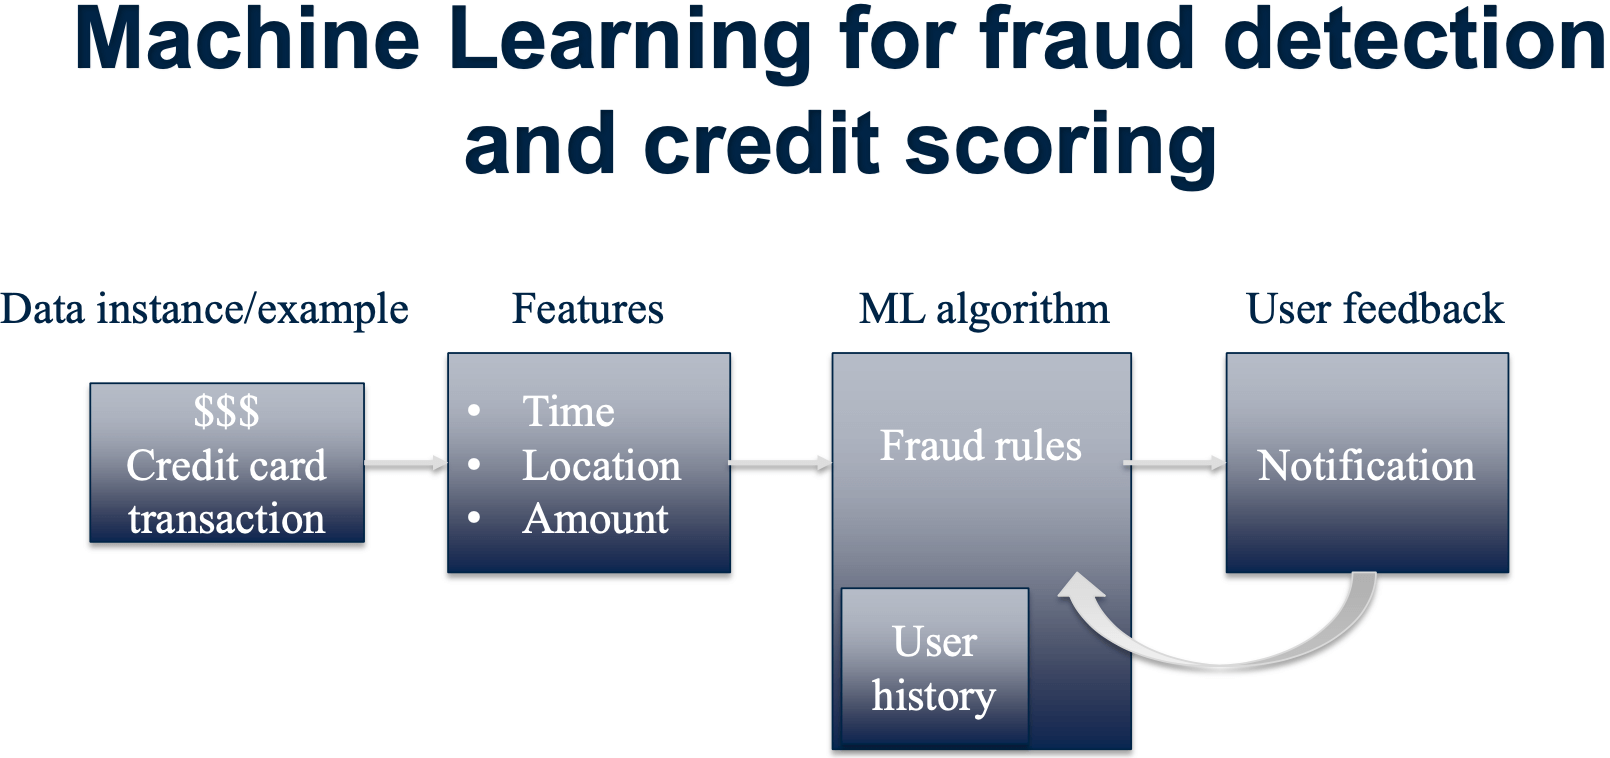 Machine Learning for fraud detection
and credit scoring
Data instance/example
Features
ML algorithm
User feedback
$$$
Credit card
transaction
• Time
• Location
• Amount
Fraud rules
User
history
Notification